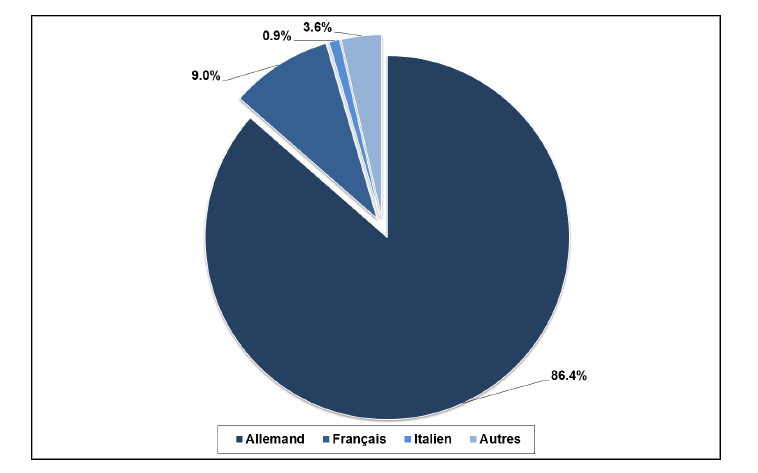 3.6%
0.9%
9.0%
86.4%
Allemand Français Italien Autres